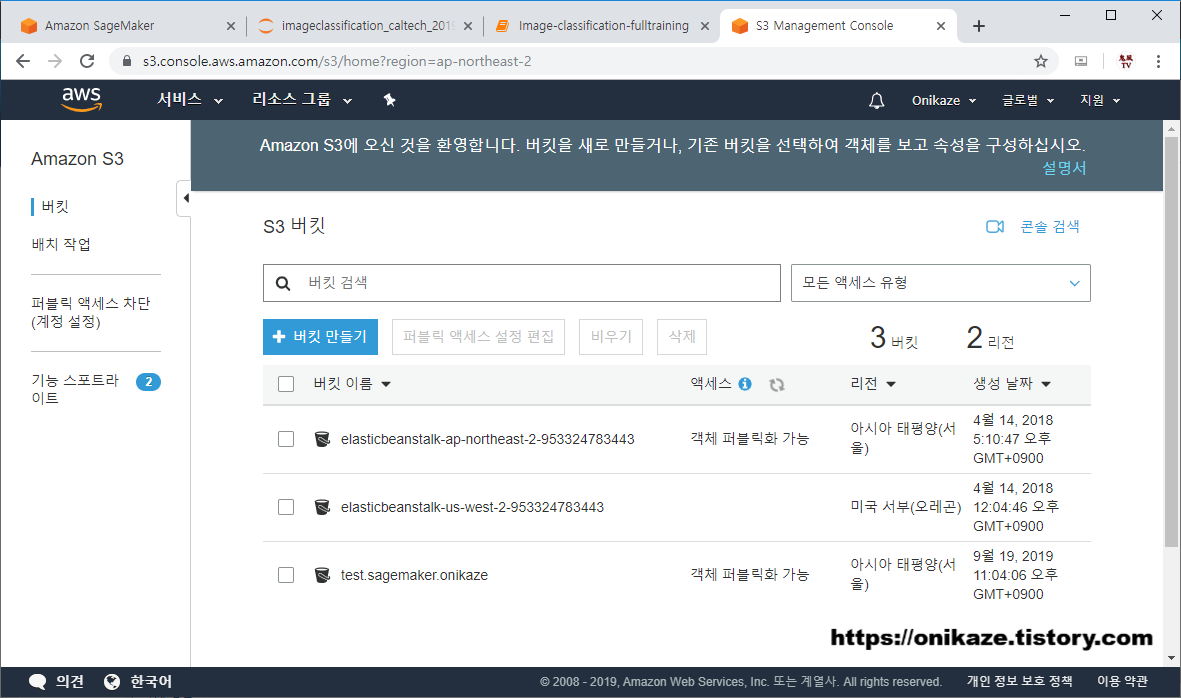 Amazon SageMaker
imageclassification_caltech_2019
Image-classification-fulltraining
S3 Management Console
s3.console.aws.amazon.com/s3/home?region=ap-northeast-2
aws
서비스
리소스 그룹
Onikaze
글로벌
지원
Amazon S3에 오신 것을 환영합니다. 버킷을 새로 만들거나, 기존 버킷을 선택하여 객체를 보고 속성을 구성하십시오.
설명서
Amazon S3
버킷
배치 작업
퍼블릭 액세스 차단
(계정 설정)
기능 스포트라
이트
2
S3 버킷
콘솔 검색
버킷 검색
모든 액세스 유형
버킷 만들기
퍼블릭 액세스 설정 편집
비우기
삭제
3 버킷
2 리전
버킷 이름
액세스
리전
생성 날짜
elasticbeanstalk-ap-northeast-2-953324783443
객체 퍼블릭화 가능
아시아 태평양(서
울)
4월 14, 2018
5:10:47 오후
GMT+0900
elasticbeanstalk-us-west-2-953324783443
미국 서부(오레곤)
4월 14, 2018
12:04:46 오후
GMT+0900
test.sagemaker.onikaze
객체 퍼블릭화 가능
아시아 태평양(서
울)
9월 19, 2019
11:04:06 오후
GMT+0900
https://onikaze.tistory.com
의견
한국어
© 2008 - 2019, Amazon Web Services, Inc. 또는 계열사. All rights reserved.
개인 정보 보호 정책
이용 약관